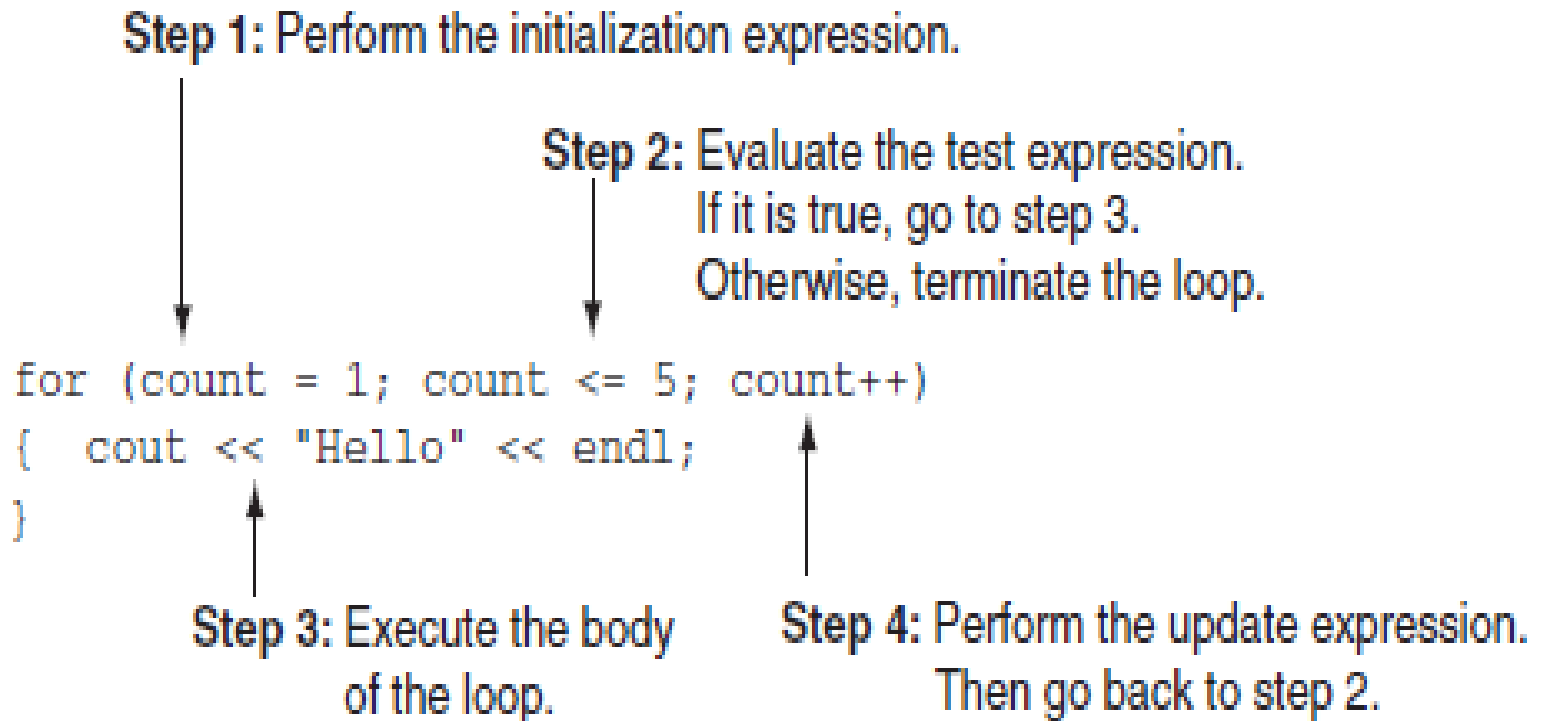 Step 1: Perform the initialization expression.
Step 2: Evaluate the test expression.
If it is true, go to step 3.
Otherwise, terminate the loop.
for (count = 1; count <= 5; count++)
{  cout << "Hello" << endl;
}
Step 3: Execute the body
of the loop.
Step 4: Perform the update expression.
Then go back to step 2.